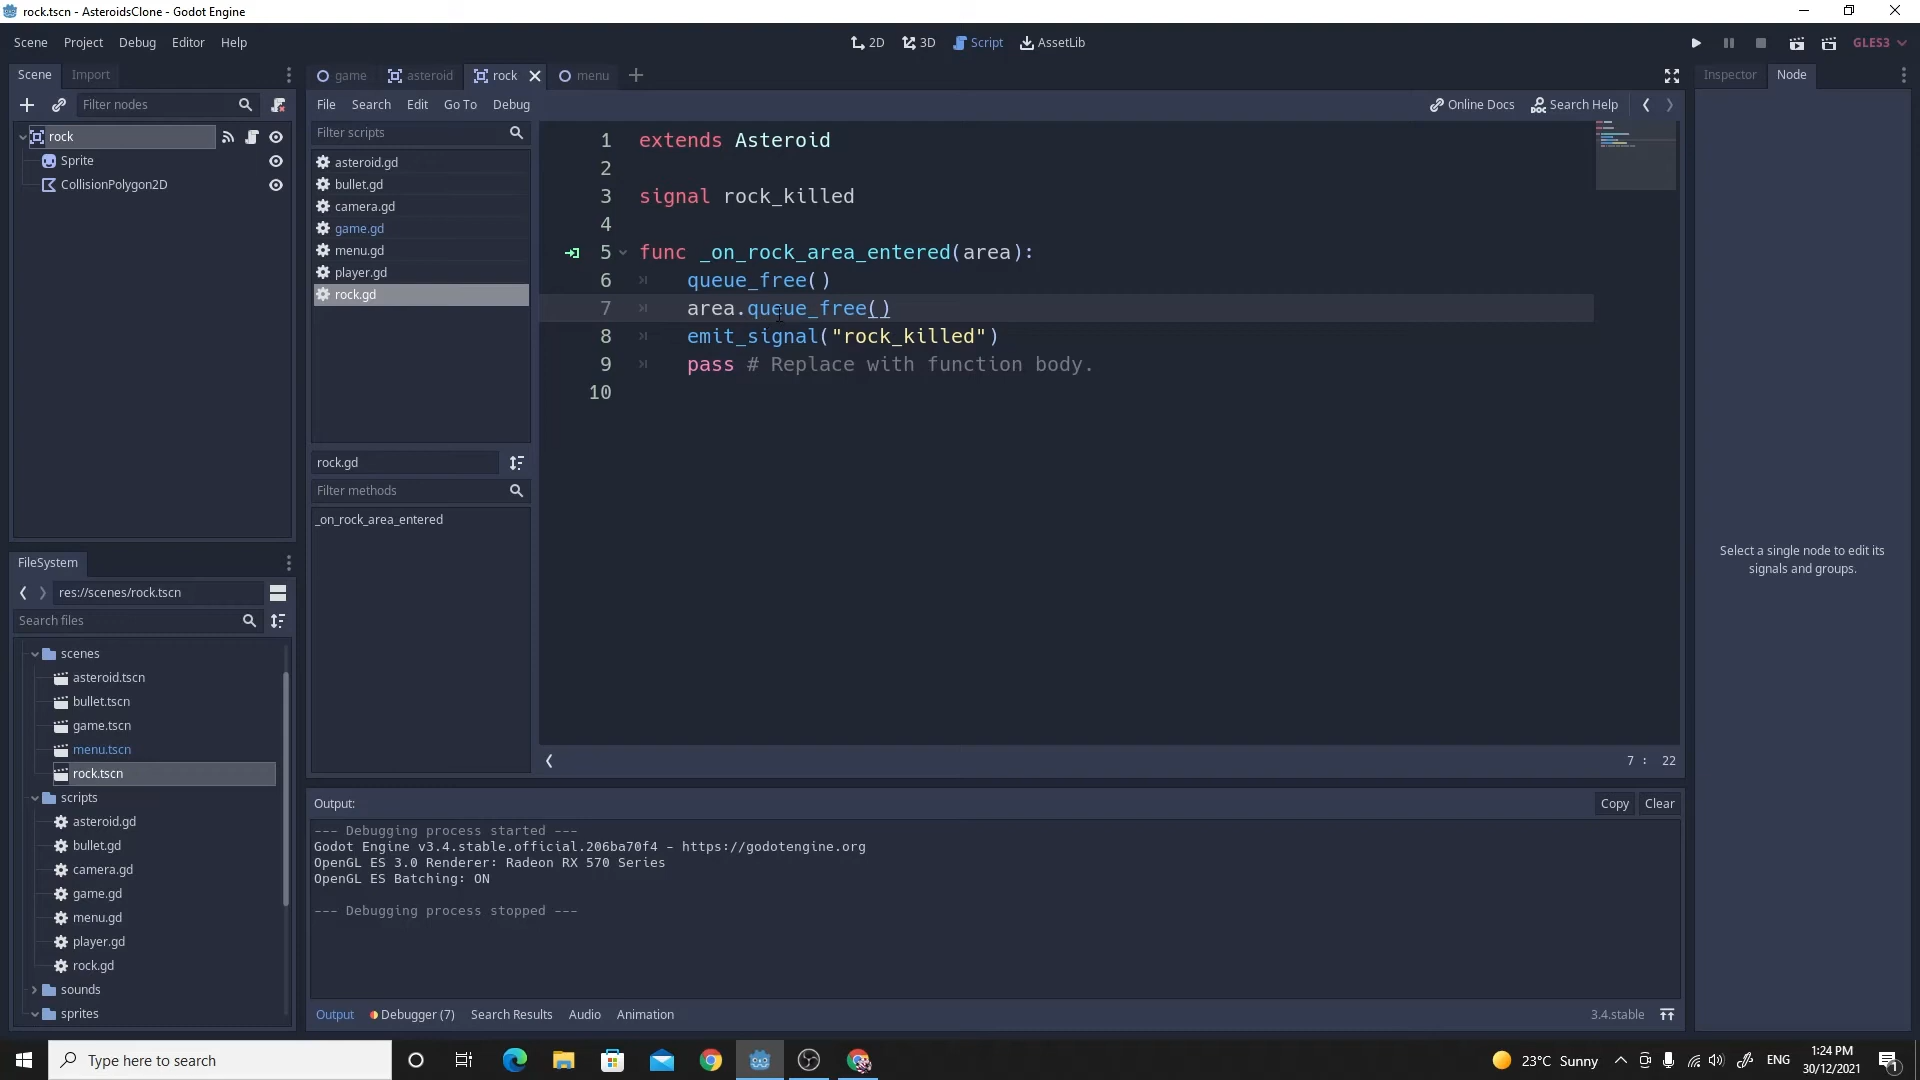 rock.tscn - AsteroidsClone - Godot Engine
Scene Project Debug Editor Help
2D 3D Script AssetLib
GLES3
Scene Import
game asteroid rock menu
Inspector Node
Filter nodes
File Search Edit Go To Debug
Online Docs Search Help
rock
Sprite
CollisionPolygon2D
Filter scripts
asteroid.gd
bullet.gd
camera.gd
game.gd
menu.gd
player.gd
rock.gd
rock.gd
Filter methods
_on_rock_area_entered
1 extends Asteroid
2
3 signal rock_killed
4
5 func _on_rock_area_entered(area):
6 queue_free()
7 area.queue_free()
8 emit_signal("rock_killed")
9 pass # Replace with function body.
10
7 : 22
Select a single node to edit its
signals and groups.
FileSystem
res://scenes/rock.tscn
Search files
scenes
asteroid.tscn
bullet.tscn
game.tscn
menu.tscn
rock.tscn
scripts
asteroid.gd
bullet.gd
camera.gd
game.gd
menu.gd
player.gd
rock.gd
sounds
sprites
Output:
Copy Clear
--- Debugging process started ---
Godot Engine v3.4.stable.official.206ba70f4 - https://godotengine.org
OpenGL ES 3.0 Renderer: Radeon RX 570 Series
OpenGL ES Batching: ON
--- Debugging process stopped ---
Output Debugger (7) Search Results Audio Animation
3.4.stable
Type here to search
23°C Sunny
ENG
1:24 PM
30/12/2021
1